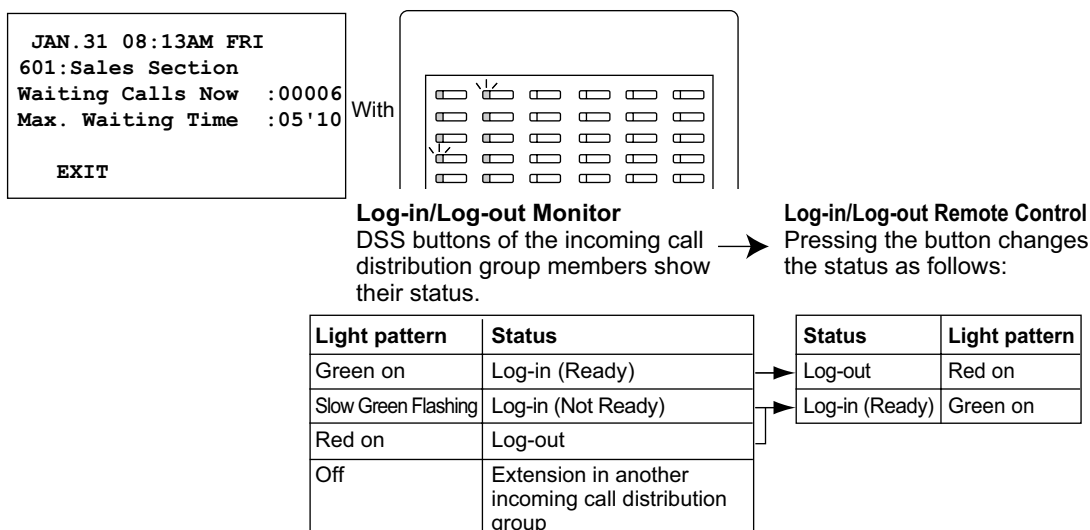 JAN.31 08:13AM FRI
601:Sales Section
Waiting Calls Now :00006
Max. Waiting Time :05'10
EXIT
With
Log-in/Log-out Monitor
DSS buttons of the incoming call
distribution group members show
their status.
Log-in/Log-out Remote Control
Pressing the button changes
the status as follows:
Light pattern Status
Green on Log-in (Ready)
Slow Green Flashing Log-in (Not Ready)
Red on Log-out
Off Extension in another
incoming call distribution
group
Status Light pattern
Log-out Red on
Log-in (Ready) Green on